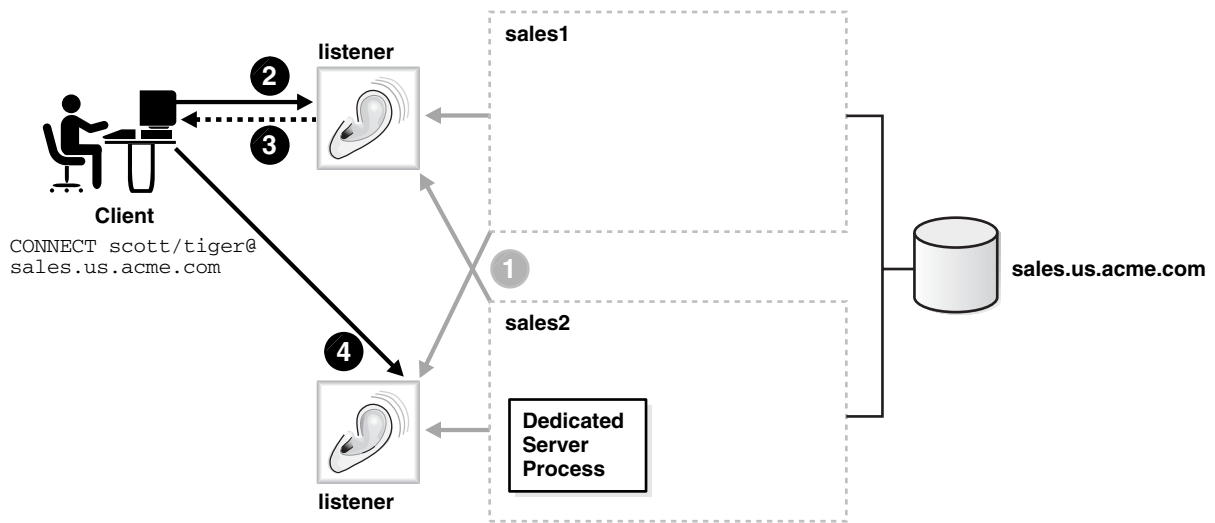 sales1
listener
2
3
Client
CONNECT scott/tiger@
sales.us.acme.com
1
sales.us.acme.com
sales2
4
Dedicated
Server
Process
listener